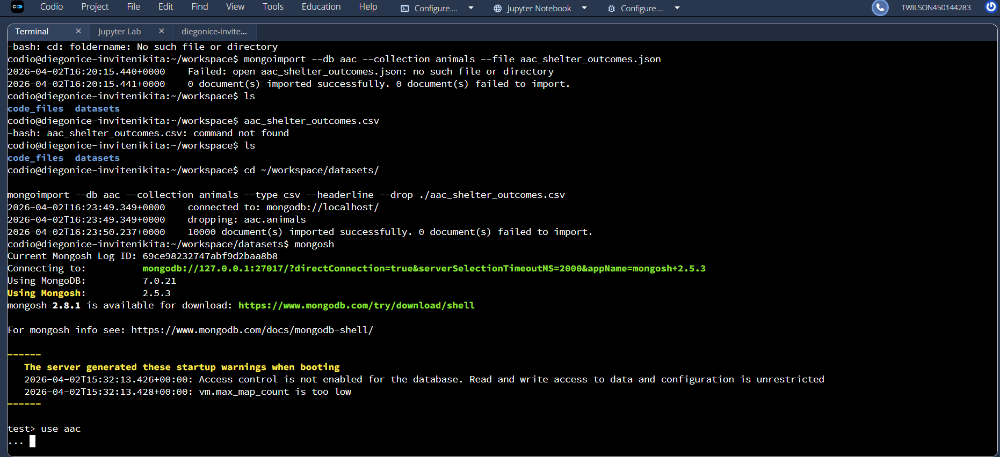 Codio Project File Edit Find View Tools Education Help Configure.... Jupyter Notebook Configure.... TWILSON450144283
Terminal Jupyter Lab diegonice-invite...
-bash: cd: foldername: No such file or directory
codio@diegonice-invitenikita:~/workspace$ mongoimport --db aac --collection animals --file aac_shelter_outcomes.json
2026-04-02T16:20:15.440+0000    Failed: open aac_shelter_outcomes.json: no such file or directory
2026-04-02T16:20:15.441+0000    0 document(s) imported successfully. 0 document(s) failed to import.
codio@diegonice-invitenikita:~/workspace$ ls
code_files  datasets
codio@diegonice-invitenikita:~/workspace$ aac_shelter_outcomes.csv
-bash: aac_shelter_outcomes.csv: command not found
codio@diegonice-invitenikita:~/workspace$ ls
code_files  datasets
codio@diegonice-invitenikita:~/workspace$ cd ~/workspace/datasets/
mongoimport --db aac --collection animals --type csv --headerline --drop ./aac_shelter_outcomes.csv
2026-04-02T16:23:49.349+0000    connected to: mongodb://localhost/
2026-04-02T16:23:49.349+0000    dropping: aac.animals
2026-04-02T16:23:50.237+0000    10000 document(s) imported successfully. 0 document(s) failed to import.
codio@diegonice-invitenikita:~/workspace/datasets$ mongosh
Current Mongosh Log ID: 69ce98232747abf9d2baa8b8
Connecting to:          mongodb://127.0.0.1:27017/?directConnection=true&serverSelectionTimeoutMS=2000&appName=mongosh+2.5.3
Using MongoDB:          7.0.21
Using Mongosh:          2.5.3
mongosh 2.8.1 is available for download: https://www.mongodb.com/try/download/shell
For mongosh info see: https://www.mongodb.com/docs/mongodb-shell/
------
The server generated these startup warnings when booting
2026-04-02T15:32:13.426+00:00: Access control is not enabled for the database. Read and write access to data and configuration is unrestricted
2026-04-02T15:32:13.428+00:00: vm.max_map_count is too low
------
test> use aac
...